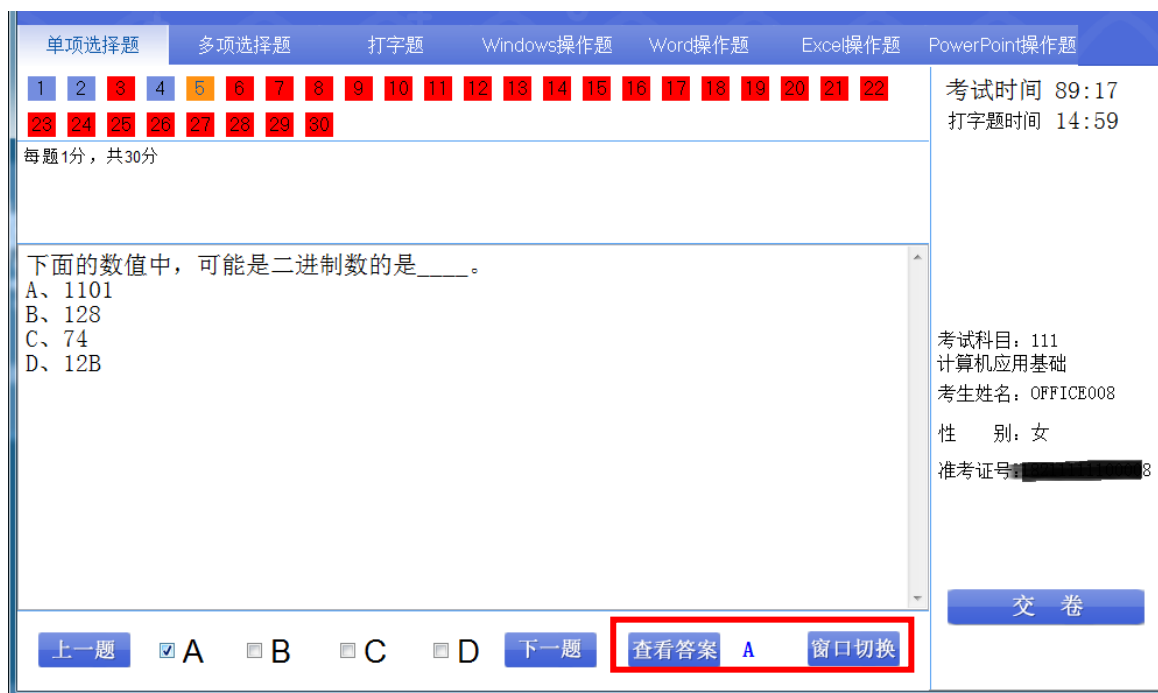 单项选择题 多项选择题 打字题 Windows操作题 Word操作题 Excel操作题 PowerPoint操作题
1 2 3 4 5 6 7 8 9 10 11 12 13 14 15 16 17 18 19 20 21 22
23 24 25 26 27 28 29 30
考试时间 89:17
打字题时间 14:59
每题1分，共30分
下面的数值中，可能是二进制数的是____。
A、1101
B、128
C、74
D、12B
考试科目：111
计算机应用基础
考生姓名：OFFICE008
性 别：女
准考证号:
交 卷
上一题 A B C D 下一题 查看答案 A 窗口切换